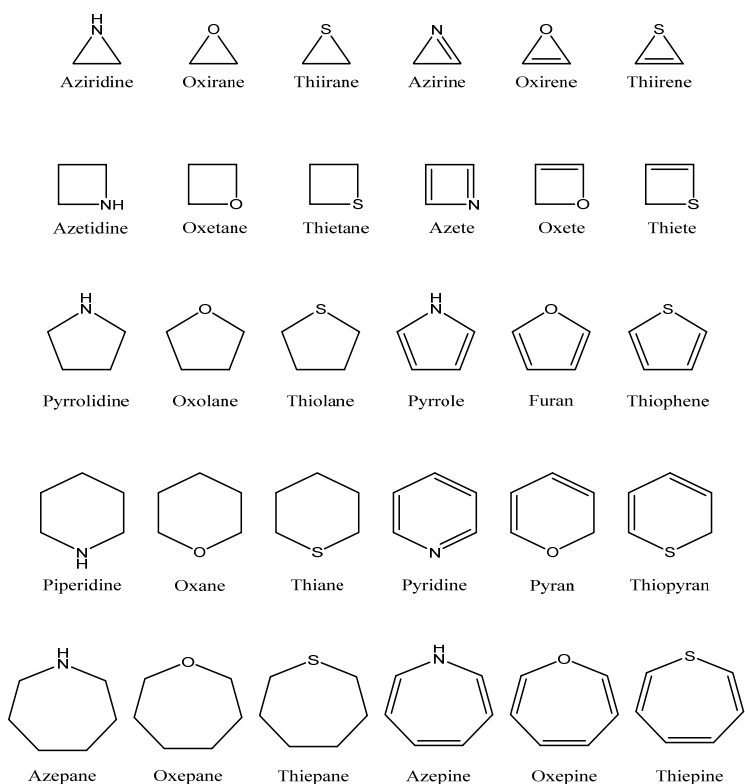 H
N O S N O S
Aziridine Oxirane Thiirane Azirine Oxirene Thiirene
NH O S N O S
Azetidine Oxetane Thietane Azete Oxete Thiete
H H
N O S N O S
Pyrrolidine Oxolane Thiolane Pyrrole Furan Thiophene
N O S N O S
H
Piperidine Oxane Thiane Pyridine Pyran Thiopyran
H H
N O S N O S
Azepane Oxepane Thiepane Azepine Oxepine Thiepine